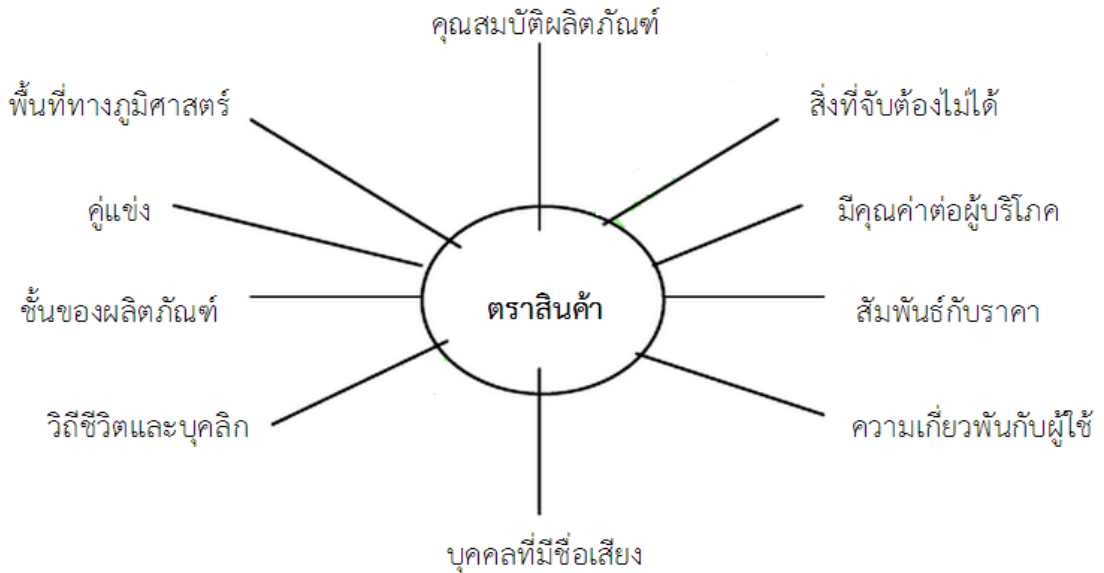 คุณสมบัติผลิตภัณฑ์
พื้นที่ทางภูมิศาสตร์
สิ่งที่จับต้องไม่ได้
คู่แข่ง
มีคุณค่าต่อผู้บริโภค
ชั้นของผลิตภัณฑ์
ตราสินค้า
สัมพันธ์กับราคา
วิถีชีวิตและบุคลิก
ความเกี่ยวพันกับผู้ใช้
บุคคลที่มีชื่อเสียง